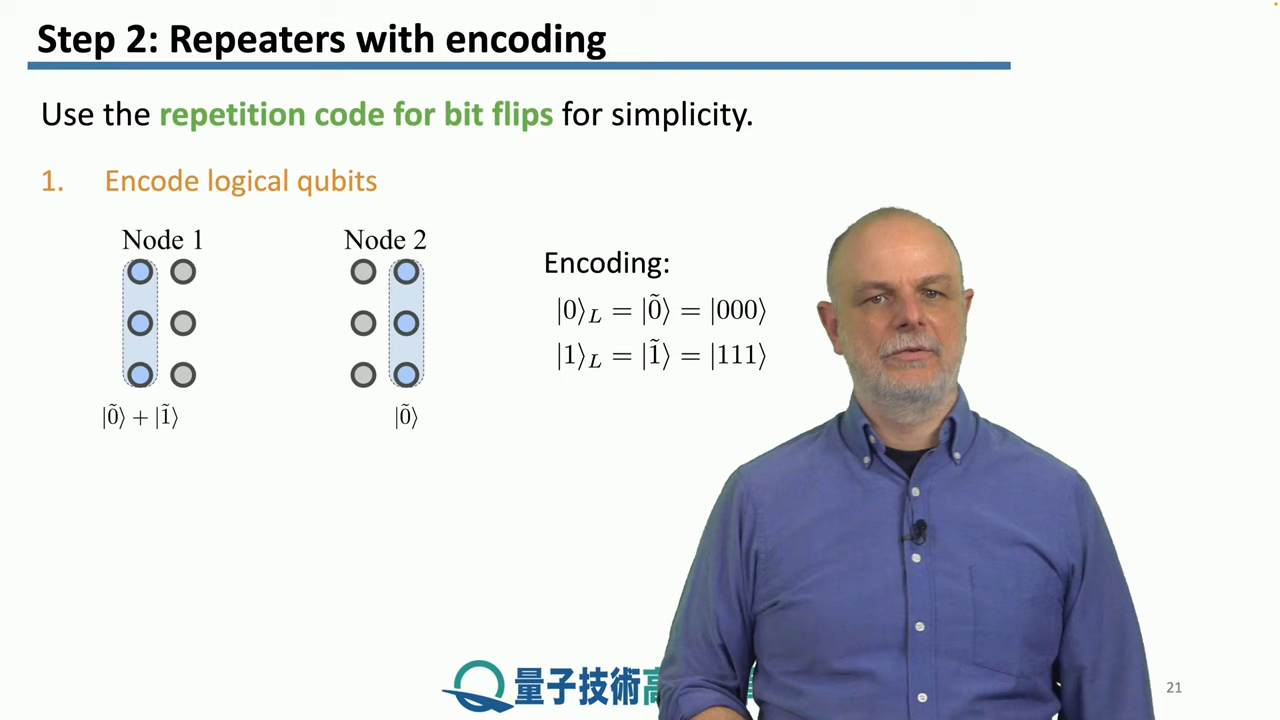 Step 2: Repeaters with encoding
Use the repetition code for bit flips for simplicity.
1. Encode logical qubits
Node 1
Node 2
Encoding:
|0⟩_L = |0̃⟩ = |000⟩
|1⟩_L = |1̃⟩ = |111⟩
|0̃⟩ + |1̃⟩
|0̃⟩
量子技術
21